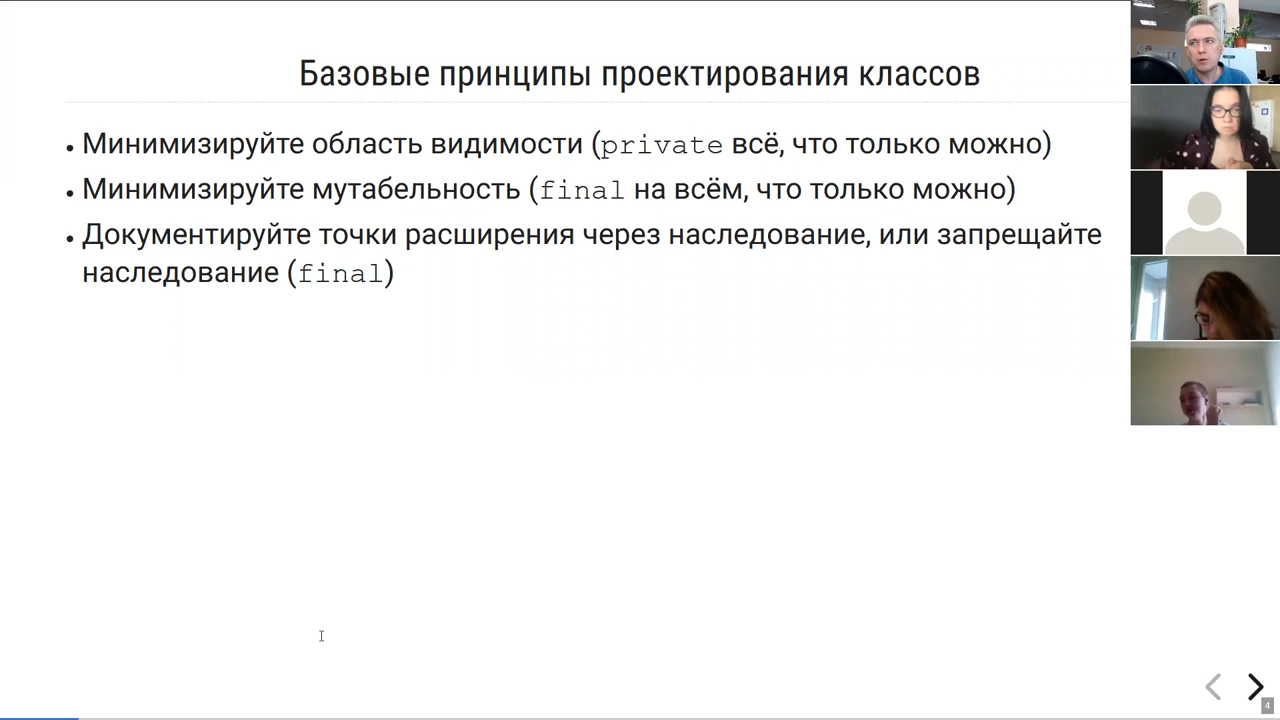 Базовые принципы проектирования классов
• Минимизируйте область видимости (private всё, что только можно)
• Минимизируйте мутабельность (final на всём, что только можно)
• Документируйте точки расширения через наследование, или запрещайте
наследование (final)
4